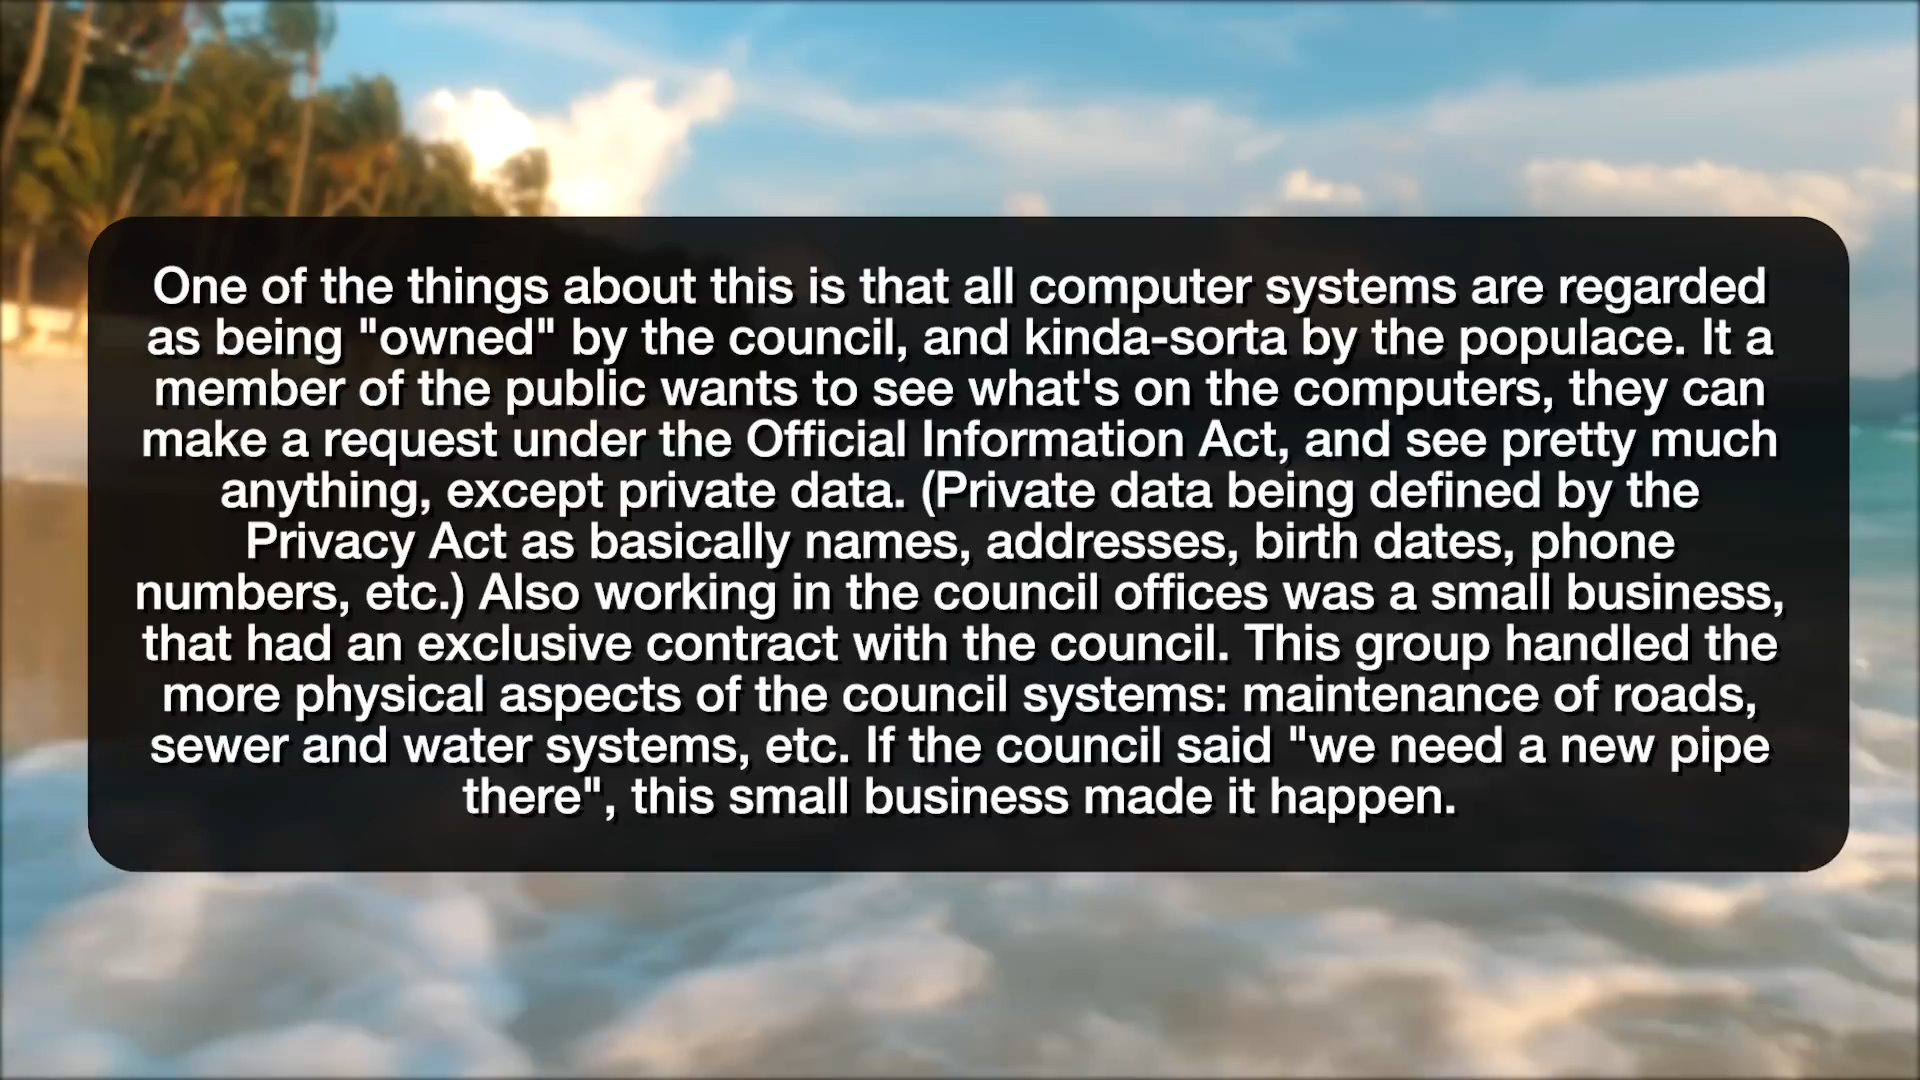 One of the things about this is that all computer systems are regarded
as being "owned" by the council, and kinda-sorta by the populace. It a
member of the public wants to see what's on the computers, they can
make a request under the Official Information Act, and see pretty much
anything, except private data. (Private data being defined by the
Privacy Act as basically names, addresses, birth dates, phone
numbers, etc.) Also working in the council offices was a small business,
that had an exclusive contract with the council. This group handled the
more physical aspects of the council systems: maintenance of roads,
sewer and water systems, etc. If the council said "we need a new pipe
there", this small business made it happen.